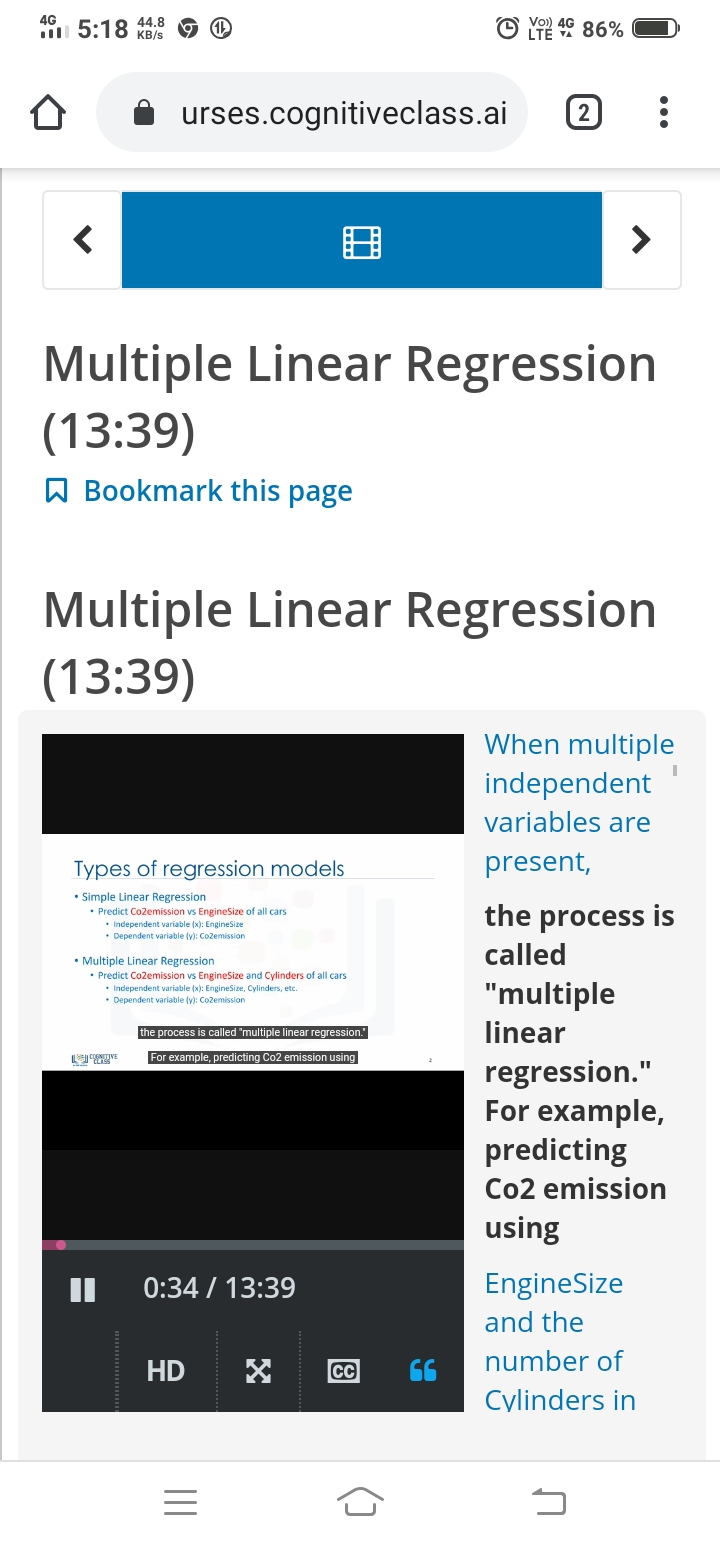 4G 5:18 44.8 KB/s Vo)) LTE 4G 86%
urses.cognitiveclass.ai 2
Multiple Linear Regression
(13:39)
Bookmark this page
Multiple Linear Regression
(13:39)
Types of regression models
• Simple Linear Regression
• Predict Co2emission vs EngineSize of all cars
• Independent variable (x): EngineSize
• Dependent variable (y): Co2emission
• Multiple Linear Regression
• Predict Co2emission vs EngineSize and Cylinders of all cars
• Independent variable (x): EngineSize, Cylinders, etc.
• Dependent variable (y): Co2emission
the process is called "multiple linear regression."
For example, predicting Co2 emission using
COGNITIVE
CLASS
2
0:34 / 13:39
HD
CC
When multiple
independent
variables are
present,
the process is
called
"multiple
linear
regression."
For example,
predicting
Co2 emission
using
EngineSize
and the
number of
Cylinders in